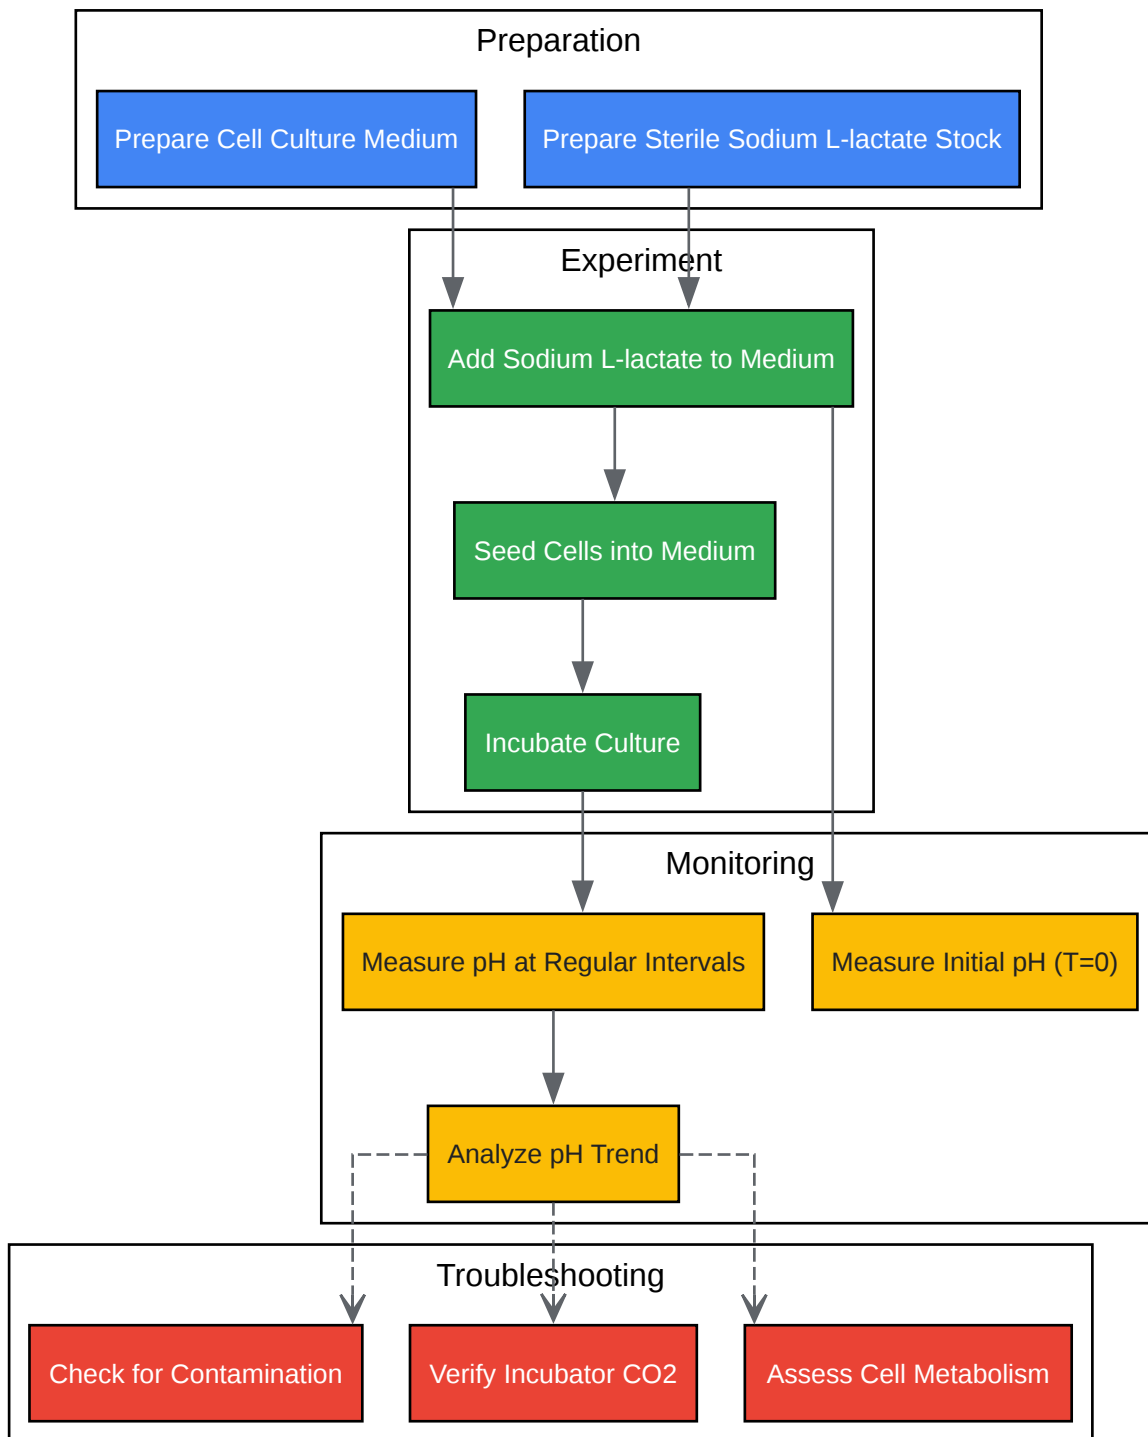 Preparation
Prepare Cell Culture Medium
Prepare Sterile Sodium L-lactate Stock
Experiment
Add Sodium L-lactate to Medium
Seed Cells into Medium
Incubate Culture
Monitoring
Measure pH at Regular Intervals
Measure Initial pH (T=0)
Analyze pH Trend
Troubleshooting
Check for Contamination
Verify Incubator CO2
Assess Cell Metabolism